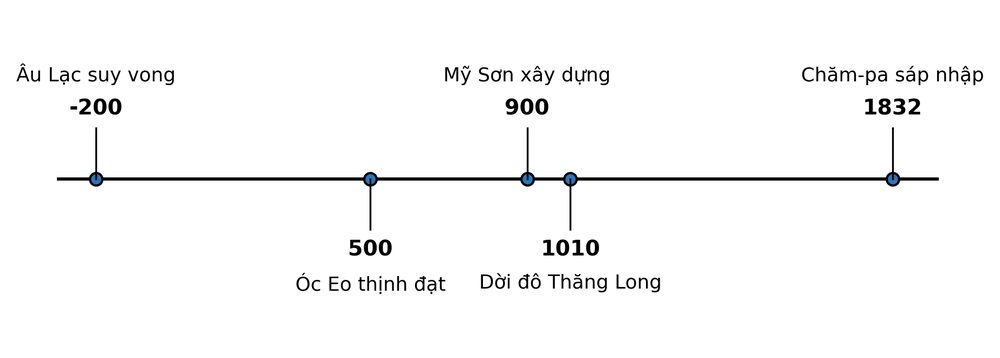 Âu Lạc suy vong
-200
Mỹ Sơn xây dựng
900
Chăm-pa sáp nhập
1832
500
Óc Eo thịnh đạt
1010
Dời đô Thăng Long